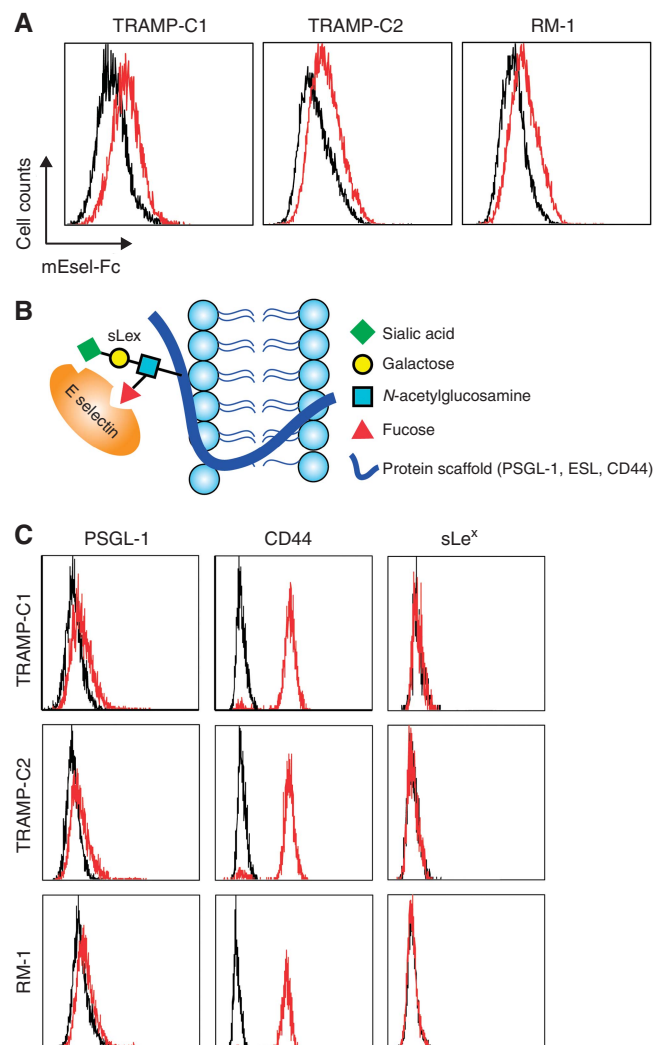 A
TRAMP-C1
TRAMP-C2
RM-1
Cell counts
mEsel-Fc
B
sLex
E selectin
Sialic acid
Galactose
N-acetylglucosamine
Fucose
Protein scaffold (PSGL-1, ESL, CD44)
C
PSGL-1
CD44
sLeˣ
TRAMP-C1
TRAMP-C2
RM-1